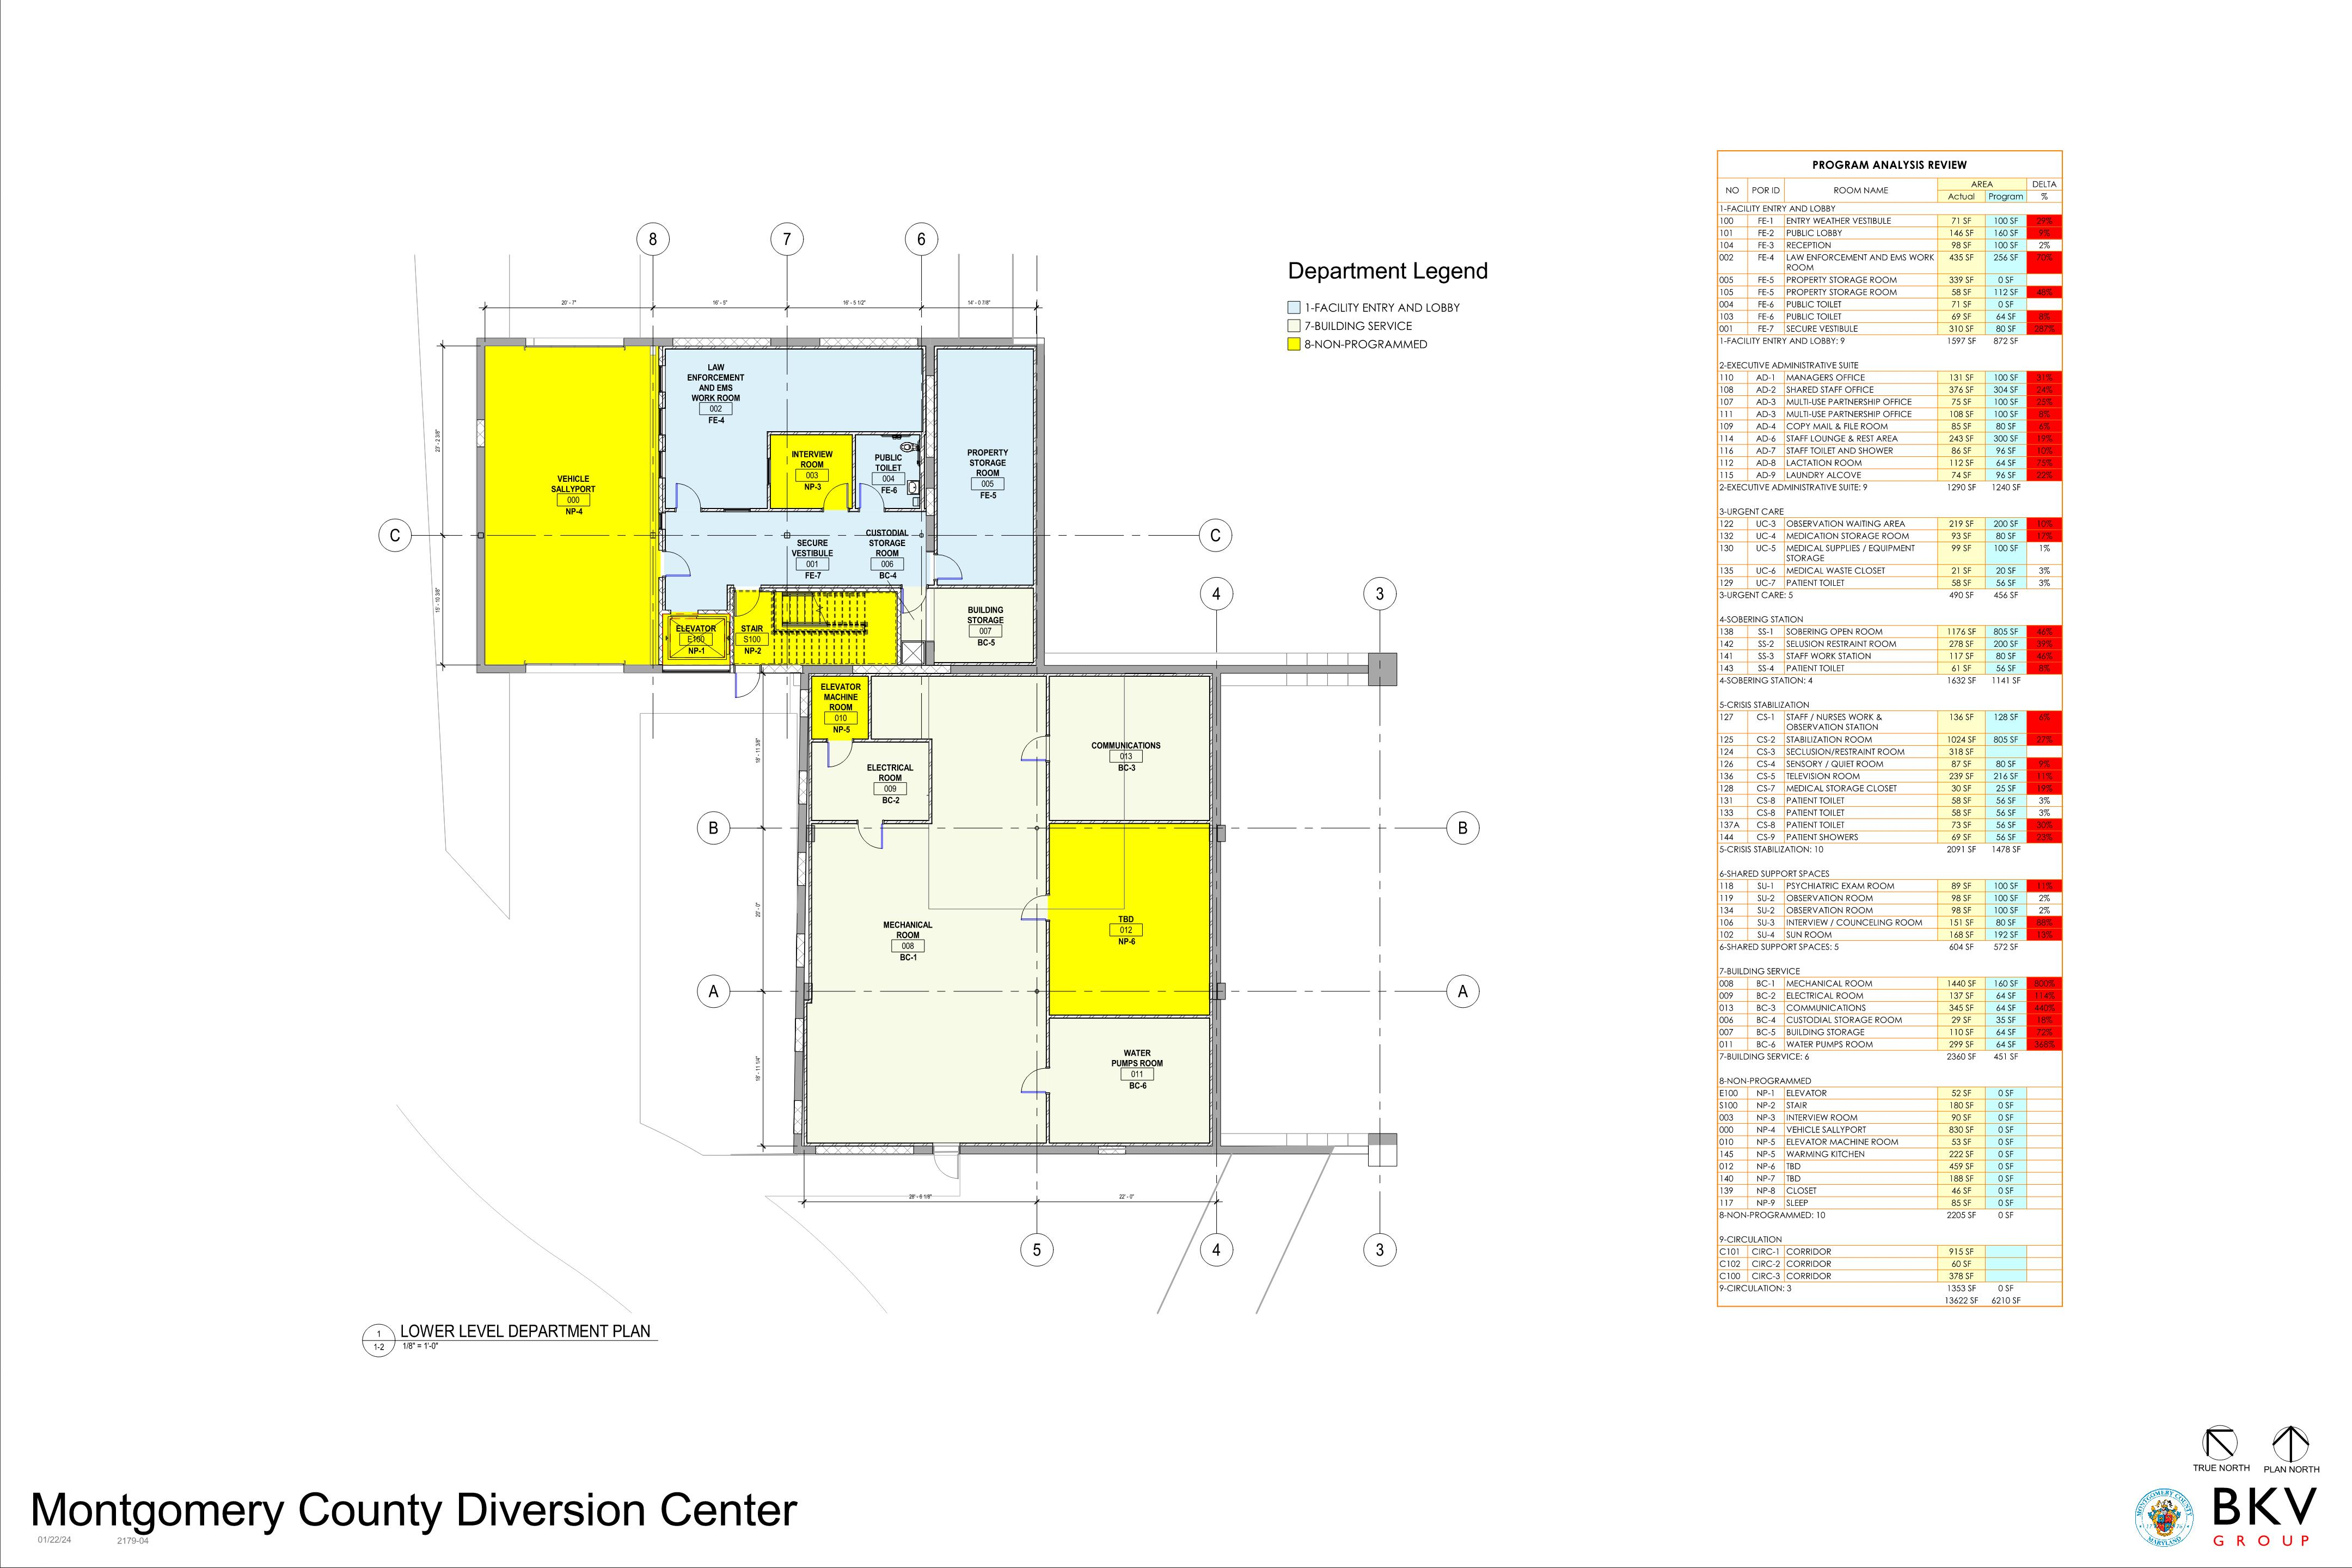 8
7
6
20' - 7"
16' - 5"
16' - 5 1/2"
14' - 0 7/8"
Department Legend
1-FACILITY ENTRY AND LOBBY
7-BUILDING SERVICE
8-NON-PROGRAMMED
LAW
ENFORCEMENT
AND EMS
WORK ROOM
002
FE-4
INTERVIEW
ROOM
003
NP-3
PUBLIC
TOILET
004
FE-6
PROPERTY
STORAGE
ROOM
005
FE-5
VEHICLE
SALLYPORT
000
NP-4
C
C
SECURE
VESTIBULE
001
FE-7
CUSTODIAL
STORAGE
ROOM
006
BC-4
4
3
ELEVATOR
E100
NP-1
STAIR
S100
NP-2
BUILDING
STORAGE
007
BC-5
ELEVATOR
MACHINE
ROOM
010
NP-5
18' - 11 3/8"
ELECTRICAL
ROOM
009
BC-2
COMMUNICATIONS
013
BC-3
B
B
20' - 0"
MECHANICAL
ROOM
008
BC-1
TBD
012
NP-6
A
A
18' - 11 1/4"
WATER
PUMPS ROOM
011
BC-6
28' - 6 1/8"
22' - 0"
5
4
3
1
1-2
LOWER LEVEL DEPARTMENT PLAN
1/8" = 1'-0"
PROGRAM ANALYSIS REVIEW
NO POR ID ROOM NAME AREA DELTA
Actual Program %
1-FACILITY ENTRY AND LOBBY
100 FE-1 ENTRY WEATHER VESTIBULE 71 SF 100 SF 29%
101 FE-2 PUBLIC LOBBY 146 SF 160 SF 9%
104 FE-3 RECEPTION 98 SF 100 SF 2%
002 FE-4 LAW ENFORCEMENT AND EMS WORK 435 SF 256 SF 70%
ROOM
005 FE-5 PROPERTY STORAGE ROOM 339 SF 0 SF
105 FE-5 PROPERTY STORAGE ROOM 58 SF 112 SF 48%
004 FE-6 PUBLIC TOILET 71 SF 0 SF
103 FE-6 PUBLIC TOILET 69 SF 64 SF 8%
001 FE-7 SECURE VESTIBULE 310 SF 80 SF 287%
1-FACILITY ENTRY AND LOBBY: 9 1597 SF 872 SF
2-EXECUTIVE ADMINISTRATIVE SUITE
110 AD-1 MANAGERS OFFICE 131 SF 100 SF 31%
108 AD-2 SHARED STAFF OFFICE 376 SF 304 SF 24%
107 AD-3 MULTI-USE PARTNERSHIP OFFICE 75 SF 100 SF 25%
111 AD-3 MULTI-USE PARTNERSHIP OFFICE 108 SF 100 SF 8%
109 AD-4 COPY MAIL & FILE ROOM 85 SF 80 SF 6%
114 AD-6 STAFF LOUNGE & REST AREA 243 SF 300 SF 19%
116 AD-7 STAFF TOILET AND SHOWER 86 SF 96 SF 10%
112 AD-8 LACTATION ROOM 112 SF 64 SF 75%
115 AD-9 LAUNDRY ALCOVE 74 SF 96 SF 22%
2-EXECUTIVE ADMINISTRATIVE SUITE: 9 1290 SF 1240 SF
3-URGENT CARE
122 UC-3 OBSERVATION WAITING AREA 219 SF 200 SF 10%
132 UC-4 MEDICATION STORAGE ROOM 93 SF 80 SF 17%
130 UC-5 MEDICAL SUPPLIES / EQUIPMENT 99 SF 100 SF 1%
STORAGE
135 UC-6 MEDICAL WASTE CLOSET 21 SF 20 SF 3%
129 UC-7 PATIENT TOILET 58 SF 56 SF 3%
3-URGENT CARE: 5 490 SF 456 SF
4-SOBERING STATION
138 SS-1 SOBERING OPEN ROOM 1176 SF 805 SF 46%
142 SS-2 SELUSION RESTRAINT ROOM 278 SF 200 SF 39%
141 SS-3 STAFF WORK STATION 117 SF 80 SF 46%
143 SS-4 PATIENT TOILET 61 SF 56 SF 8%
4-SOBERING STATION: 4 1632 SF 1141 SF
5-CRISIS STABILIZATION
127 CS-1 STAFF / NURSES WORK & 136 SF 128 SF 6%
OBSERVATION STATION
125 CS-2 STABILIZATION ROOM 1024 SF 805 SF 27%
124 CS-3 SECLUSION/RESTRAINT ROOM 318 SF
126 CS-4 SENSORY / QUIET ROOM 87 SF 80 SF 9%
136 CS-5 TELEVISION ROOM 239 SF 216 SF 11%
128 CS-7 MEDICAL STORAGE CLOSET 30 SF 25 SF 19%
131 CS-8 PATIENT TOILET 58 SF 56 SF 3%
133 CS-8 PATIENT TOILET 58 SF 56 SF 3%
137A CS-8 PATIENT TOILET 73 SF 56 SF 30%
144 CS-9 PATIENT SHOWERS 69 SF 56 SF 23%
5-CRISIS STABILIZATION: 10 2091 SF 1478 SF
6-SHARED SUPPORT SPACES
118 SU-1 PSYCHIATRIC EXAM ROOM 89 SF 100 SF 11%
119 SU-2 OBSERVATION ROOM 98 SF 100 SF 2%
134 SU-2 OBSERVATION ROOM 98 SF 100 SF 2%
106 SU-3 INTERVIEW / COUNCELING ROOM 151 SF 80 SF 88%
102 SU-4 SUN ROOM 168 SF 192 SF 13%
6-SHARED SUPPORT SPACES: 5 604 SF 572 SF
7-BUILDING SERVICE
008 BC-1 MECHANICAL ROOM 1440 SF 160 SF 800%
009 BC-2 ELECTRICAL ROOM 137 SF 64 SF 114%
013 BC-3 COMMUNICATIONS 345 SF 64 SF 440%
006 BC-4 CUSTODIAL STORAGE ROOM 29 SF 35 SF 18%
007 BC-5 BUILDING STORAGE 110 SF 64 SF 72%
011 BC-6 WATER PUMPS ROOM 299 SF 64 SF 368%
7-BUILDING SERVICE: 6 2360 SF 451 SF
8-NON-PROGRAMMED
E100 NP-1 ELEVATOR 52 SF 0 SF
S100 NP-2 STAIR 180 SF 0 SF
003 NP-3 INTERVIEW ROOM 90 SF 0 SF
000 NP-4 VEHICLE SALLYPORT 830 SF 0 SF
010 NP-5 ELEVATOR MACHINE ROOM 53 SF 0 SF
145 NP-5 WARMING KITCHEN 222 SF 0 SF
012 NP-6 TBD 459 SF 0 SF
140 NP-7 TBD 188 SF 0 SF
139 NP-8 CLOSET 46 SF 0 SF
117 NP-9 SLEEP 85 SF 0 SF
8-NON-PROGRAMMED: 10 2205 SF 0 SF
9-CIRCULATION
C101 CIRC-1 CORRIDOR 915 SF
C102 CIRC-2 CORRIDOR 60 SF
C100 CIRC-3 CORRIDOR 378 SF
9-CIRCULATION: 3 1353 SF 0 SF
13622 SF 6210 SF
TRUE NORTH
PLAN NORTH
Montgomery County Diversion Center
01/22/24
2179-04
MONTGOMERY COUNTY
MARYLAND
BKV
GROUP